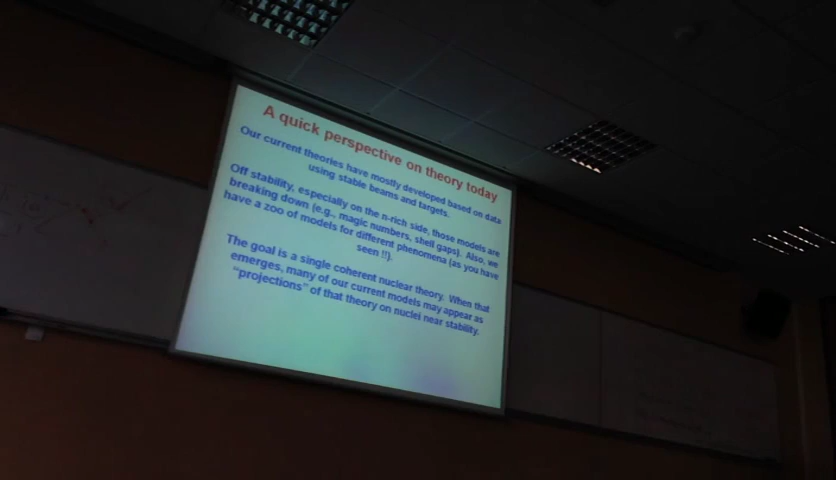 A quick perspective on theory today
Our current theories have mostly developed based on data
using stable beams and targets.
Off stability, especially on the n-rich side, those models are
breaking down (e.g., magic numbers, shell gaps). Also, we
have a zoo of models for different phenomena (as you have
seen !!).
The goal is a single coherent nuclear theory. When that
emerges, many of our current models may appear as
"projections" of that theory on nuclei near stability.